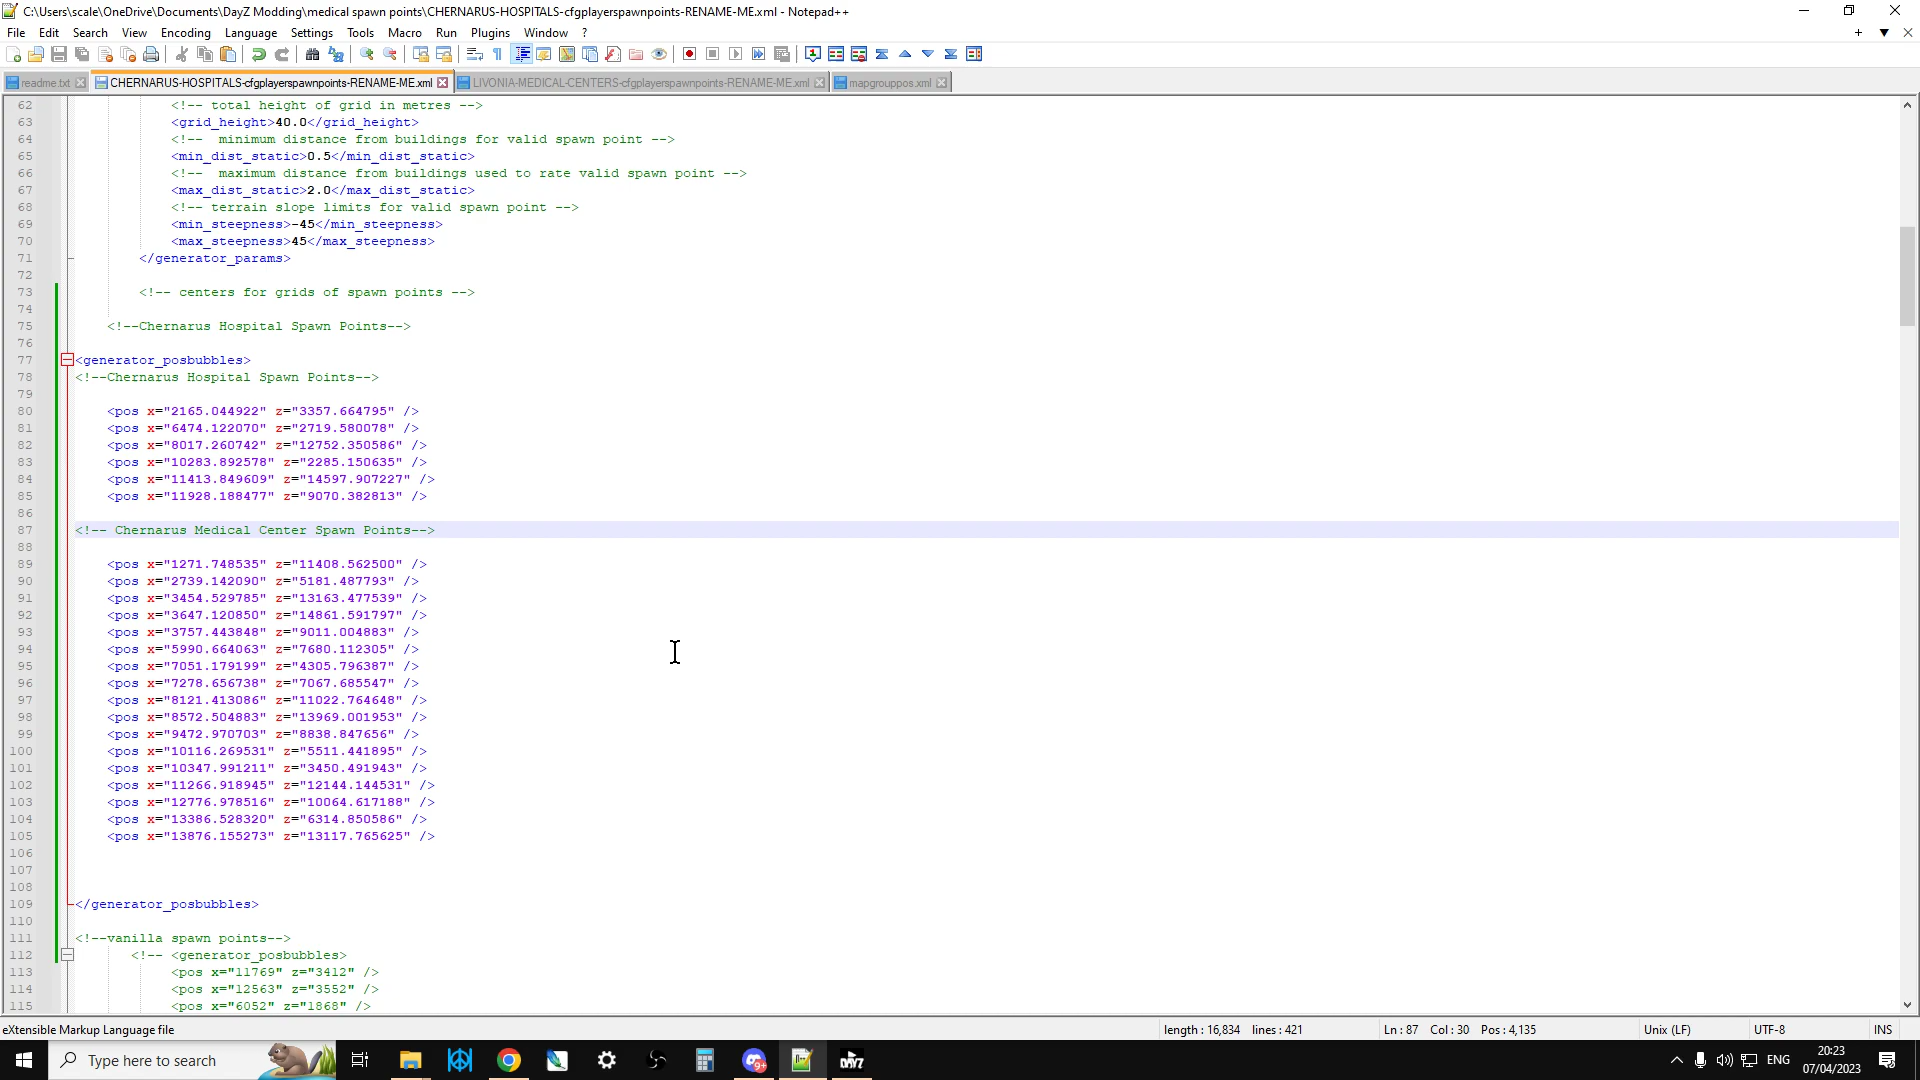 C:\Users\scale\OneDrive\Documents\DayZ Modding\medical spawn points\CHERNARUS-HOSPITALS-cfgplayerspawnpoints-RENAME-ME.xml - Notepad++
File Edit Search View Encoding Language Settings Tools Macro Run Plugins Window ?
readme.txt CHERNARUS-HOSPITALS-cfgplayerspawnpoints-RENAME-ME.xml LIVONIA-MEDICAL-CENTERS-cfgplayerspawnpoints-RENAME-ME.xml mapgrouppos.xml
62 <!-- total height of grid in metres -->
63 <grid_height>40.0</grid_height>
64 <!--  minimum distance from buildings for valid spawn point -->
65 <min_dist_static>0.5</min_dist_static>
66 <!--  maximum distance from buildings used to rate valid spawn point -->
67 <max_dist_static>2.0</max_dist_static>
68 <!-- terrain slope limits for valid spawn point -->
69 <min_steepness>-45</min_steepness>
70 <max_steepness>45</max_steepness>
71 </generator_params>
72
73 <!-- centers for grids of spawn points -->
74
75 <!--Chernarus Hospital Spawn Points-->
76
77 <generator_posbubbles>
78 <!--Chernarus Hospital Spawn Points-->
79
80 <pos x="2165.044922" z="3357.664795" />
81 <pos x="6474.122070" z="2719.580078" />
82 <pos x="8017.260742" z="12752.350586" />
83 <pos x="10283.892578" z="2285.150635" />
84 <pos x="11413.849609" z="14597.907227" />
85 <pos x="11928.188477" z="9070.382813" />
86
87 <!-- Chernarus Medical Center Spawn Points-->
88
89 <pos x="1271.748535" z="11408.562500" />
90 <pos x="2739.142090" z="5181.487793" />
91 <pos x="3454.529785" z="13163.477539" />
92 <pos x="3647.120850" z="14861.591797" />
93 <pos x="3757.443848" z="9011.004883" />
94 <pos x="5990.664063" z="7680.112305" />
95 <pos x="7051.179199" z="4305.796387" />
96 <pos x="7278.656738" z="7067.685547" />
97 <pos x="8121.413086" z="11022.764648" />
98 <pos x="8572.504883" z="13969.001953" />
99 <pos x="9472.970703" z="8838.847656" />
100 <pos x="10116.269531" z="5511.441895" />
101 <pos x="10347.991211" z="3450.491943" />
102 <pos x="11266.918945" z="12144.144531" />
103 <pos x="12776.978516" z="10064.617188" />
104 <pos x="13386.528320" z="6314.850586" />
105 <pos x="13876.155273" z="13117.765625" />
106
107
108
109 </generator_posbubbles>
110
111 <!--vanilla spawn points-->
112 <!-- <generator_posbubbles>
113 <pos x="11769" z="3412" />
114 <pos x="12563" z="3552" />
115 <pos x="6052" z="1868" />
eXtensible Markup Language file length : 16,834 lines : 421 Ln : 87 Col : 30 Pos : 4,135 Unix (LF) UTF-8 INS
Type here to search DAYZ ENG 20:23
07/04/2023